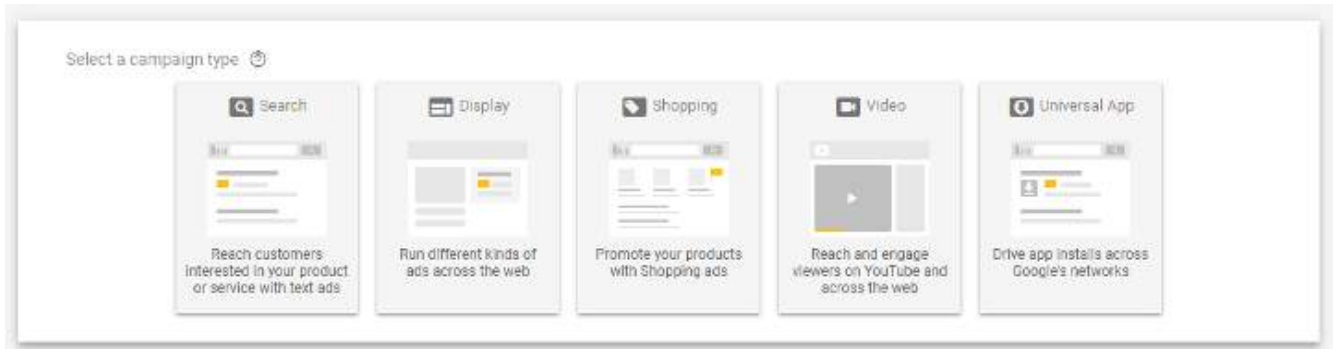 Select a campaign type
Search
Display
Shopping
Video
Universal App
Reach customers
interested in your product
or service with text ads
Run different kinds of
ads across the web
Promote your products
with Shopping ads
Reach and engage
viewers on YouTube and
across the web
Drive app installs across
Google's networks